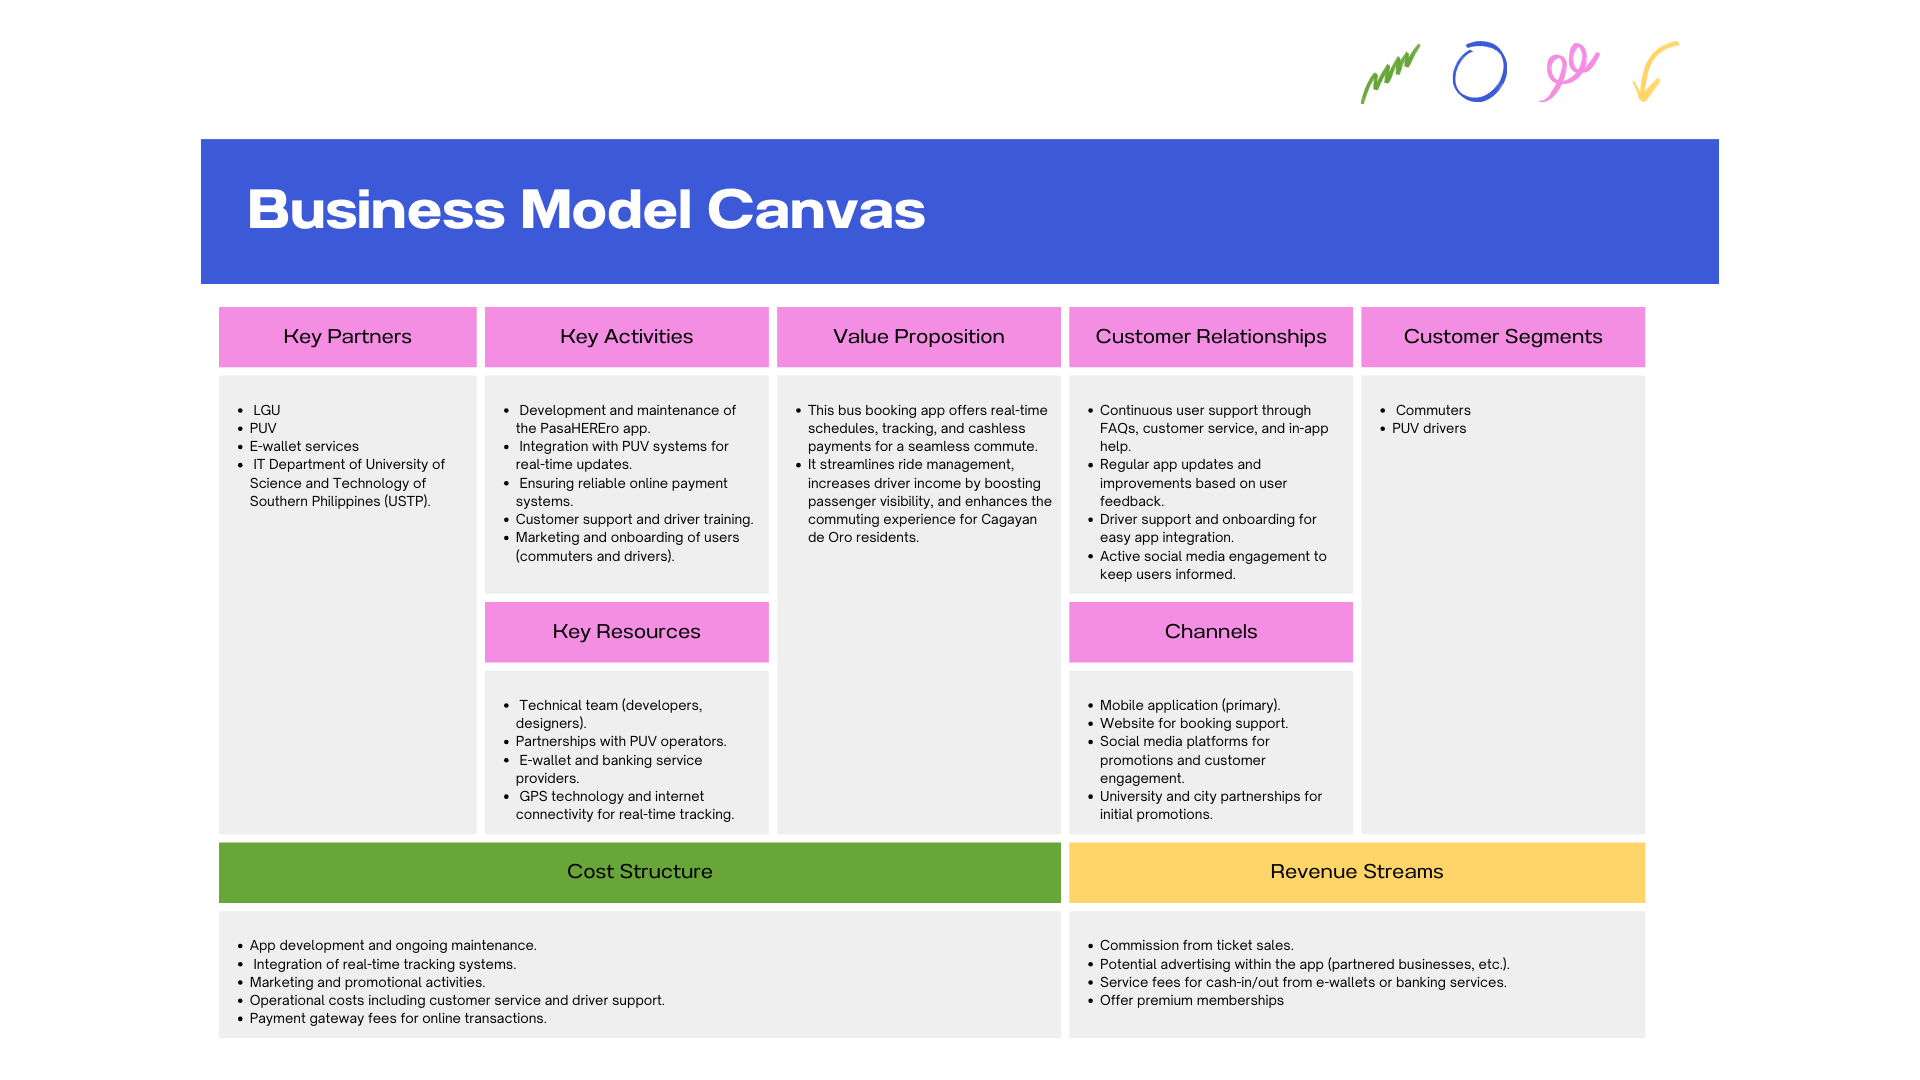 Business Model Canvas
Key Partners
• LGU
• PUV
• E-wallet services
• IT Department of University of
Science and Technology of
Southern Philippines (USTP).
Key Activities
• Development and maintenance of
the PasaHEREro app.
• Integration with PUV systems for
real-time updates.
• Ensuring reliable online payment
systems.
• Customer support and driver training.
• Marketing and onboarding of users
(commuters and drivers).
Key Resources
• Technical team (developers,
designers).
• Partnerships with PUV operators.
• E-wallet and banking service
providers.
• GPS technology and internet
connectivity for real-time tracking.
Value Proposition
• This bus booking app offers real-time
schedules, tracking, and cashless
payments for a seamless commute.
• It streamlines ride management,
increases driver income by boosting
passenger visibility, and enhances the
commuting experience for Cagayan
de Oro residents.
Customer Relationships
• Continuous user support through
FAQs, customer service, and in-app
help.
• Regular app updates and
improvements based on user
feedback.
• Driver support and onboarding for
easy app integration.
• Active social media engagement to
keep users informed.
Channels
• Mobile application (primary).
• Website for booking support.
• Social media platforms for
promotions and customer
engagement.
• University and city partnerships for
initial promotions.
Customer Segments
• Commuters
• PUV drivers
Cost Structure
• App development and ongoing maintenance.
• Integration of real-time tracking systems.
• Marketing and promotional activities.
• Operational costs including customer service and driver support.
• Payment gateway fees for online transactions.
Revenue Streams
• Commission from ticket sales.
• Potential advertising within the app (partnered businesses, etc.).
• Service fees for cash-in/out from e-wallets or banking services.
• Offer premium memberships